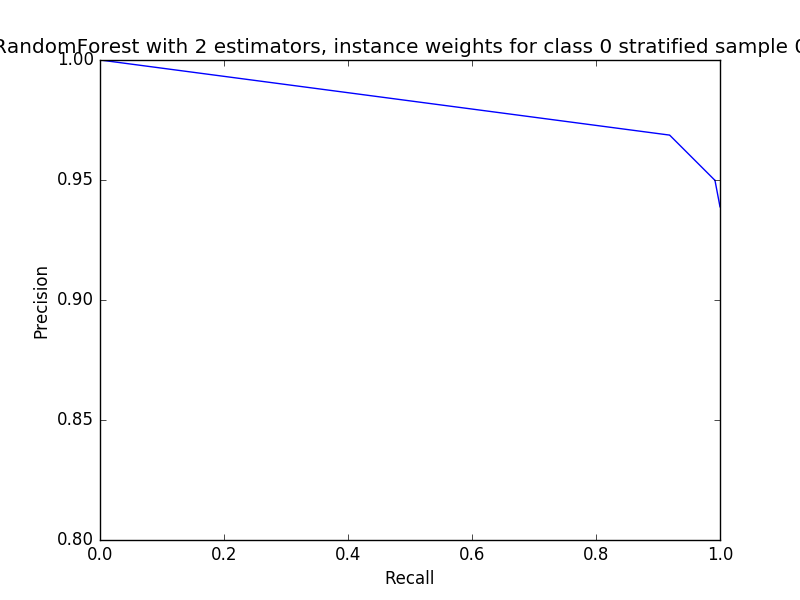 RandomForest with 2 estimators, instance weights for class 0 stratified sample 0
1.00
0.95
0.90
0.85
0.80
Precision
0.0 0.2 0.4 0.6 0.8 1.0
Recall